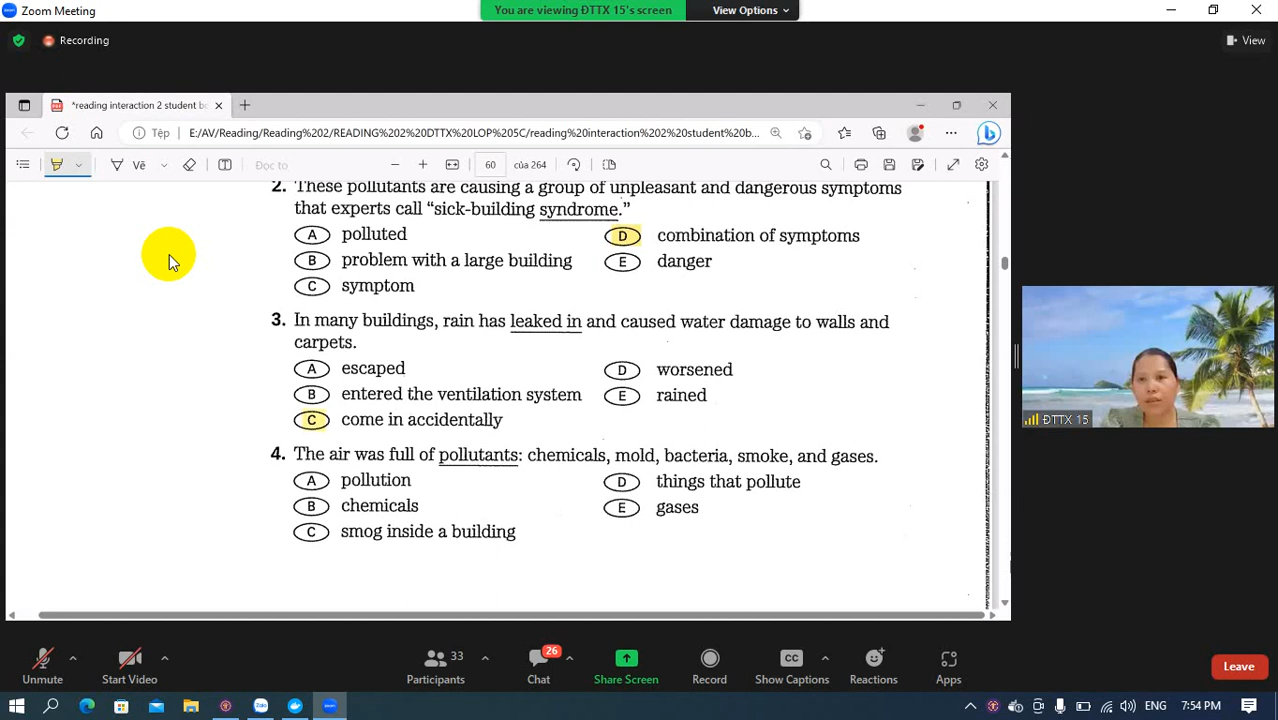 Zoom Meeting
You are viewing ĐTTX 15's screen
View Options
Recording
View
*reading interaction 2 student bo
Tệp
E:/AV/Reading/Reading%202/READING%202%20DTTX%20LOP%205C/reading%20interaction%202%20student%20b...
Vẽ
Đọc to
60
của 264
2. These pollutants are causing a group of unpleasant and dangerous symptoms
that experts call “sick-building syndrome.”
A polluted
D combination of symptoms
B problem with a large building
E danger
C symptom
3. In many buildings, rain has leaked in and caused water damage to walls and
carpets.
A escaped
D worsened
B entered the ventilation system
E rained
C come in accidentally
4. The air was full of pollutants: chemicals, mold, bacteria, smoke, and gases.
A pollution
D things that pollute
B chemicals
E gases
C smog inside a building
ĐTTX 15
Unmute
Start Video
33
Participants
26
Chat
Share Screen
Record
CC
Show Captions
Reactions
Apps
Leave
ENG
7:54 PM